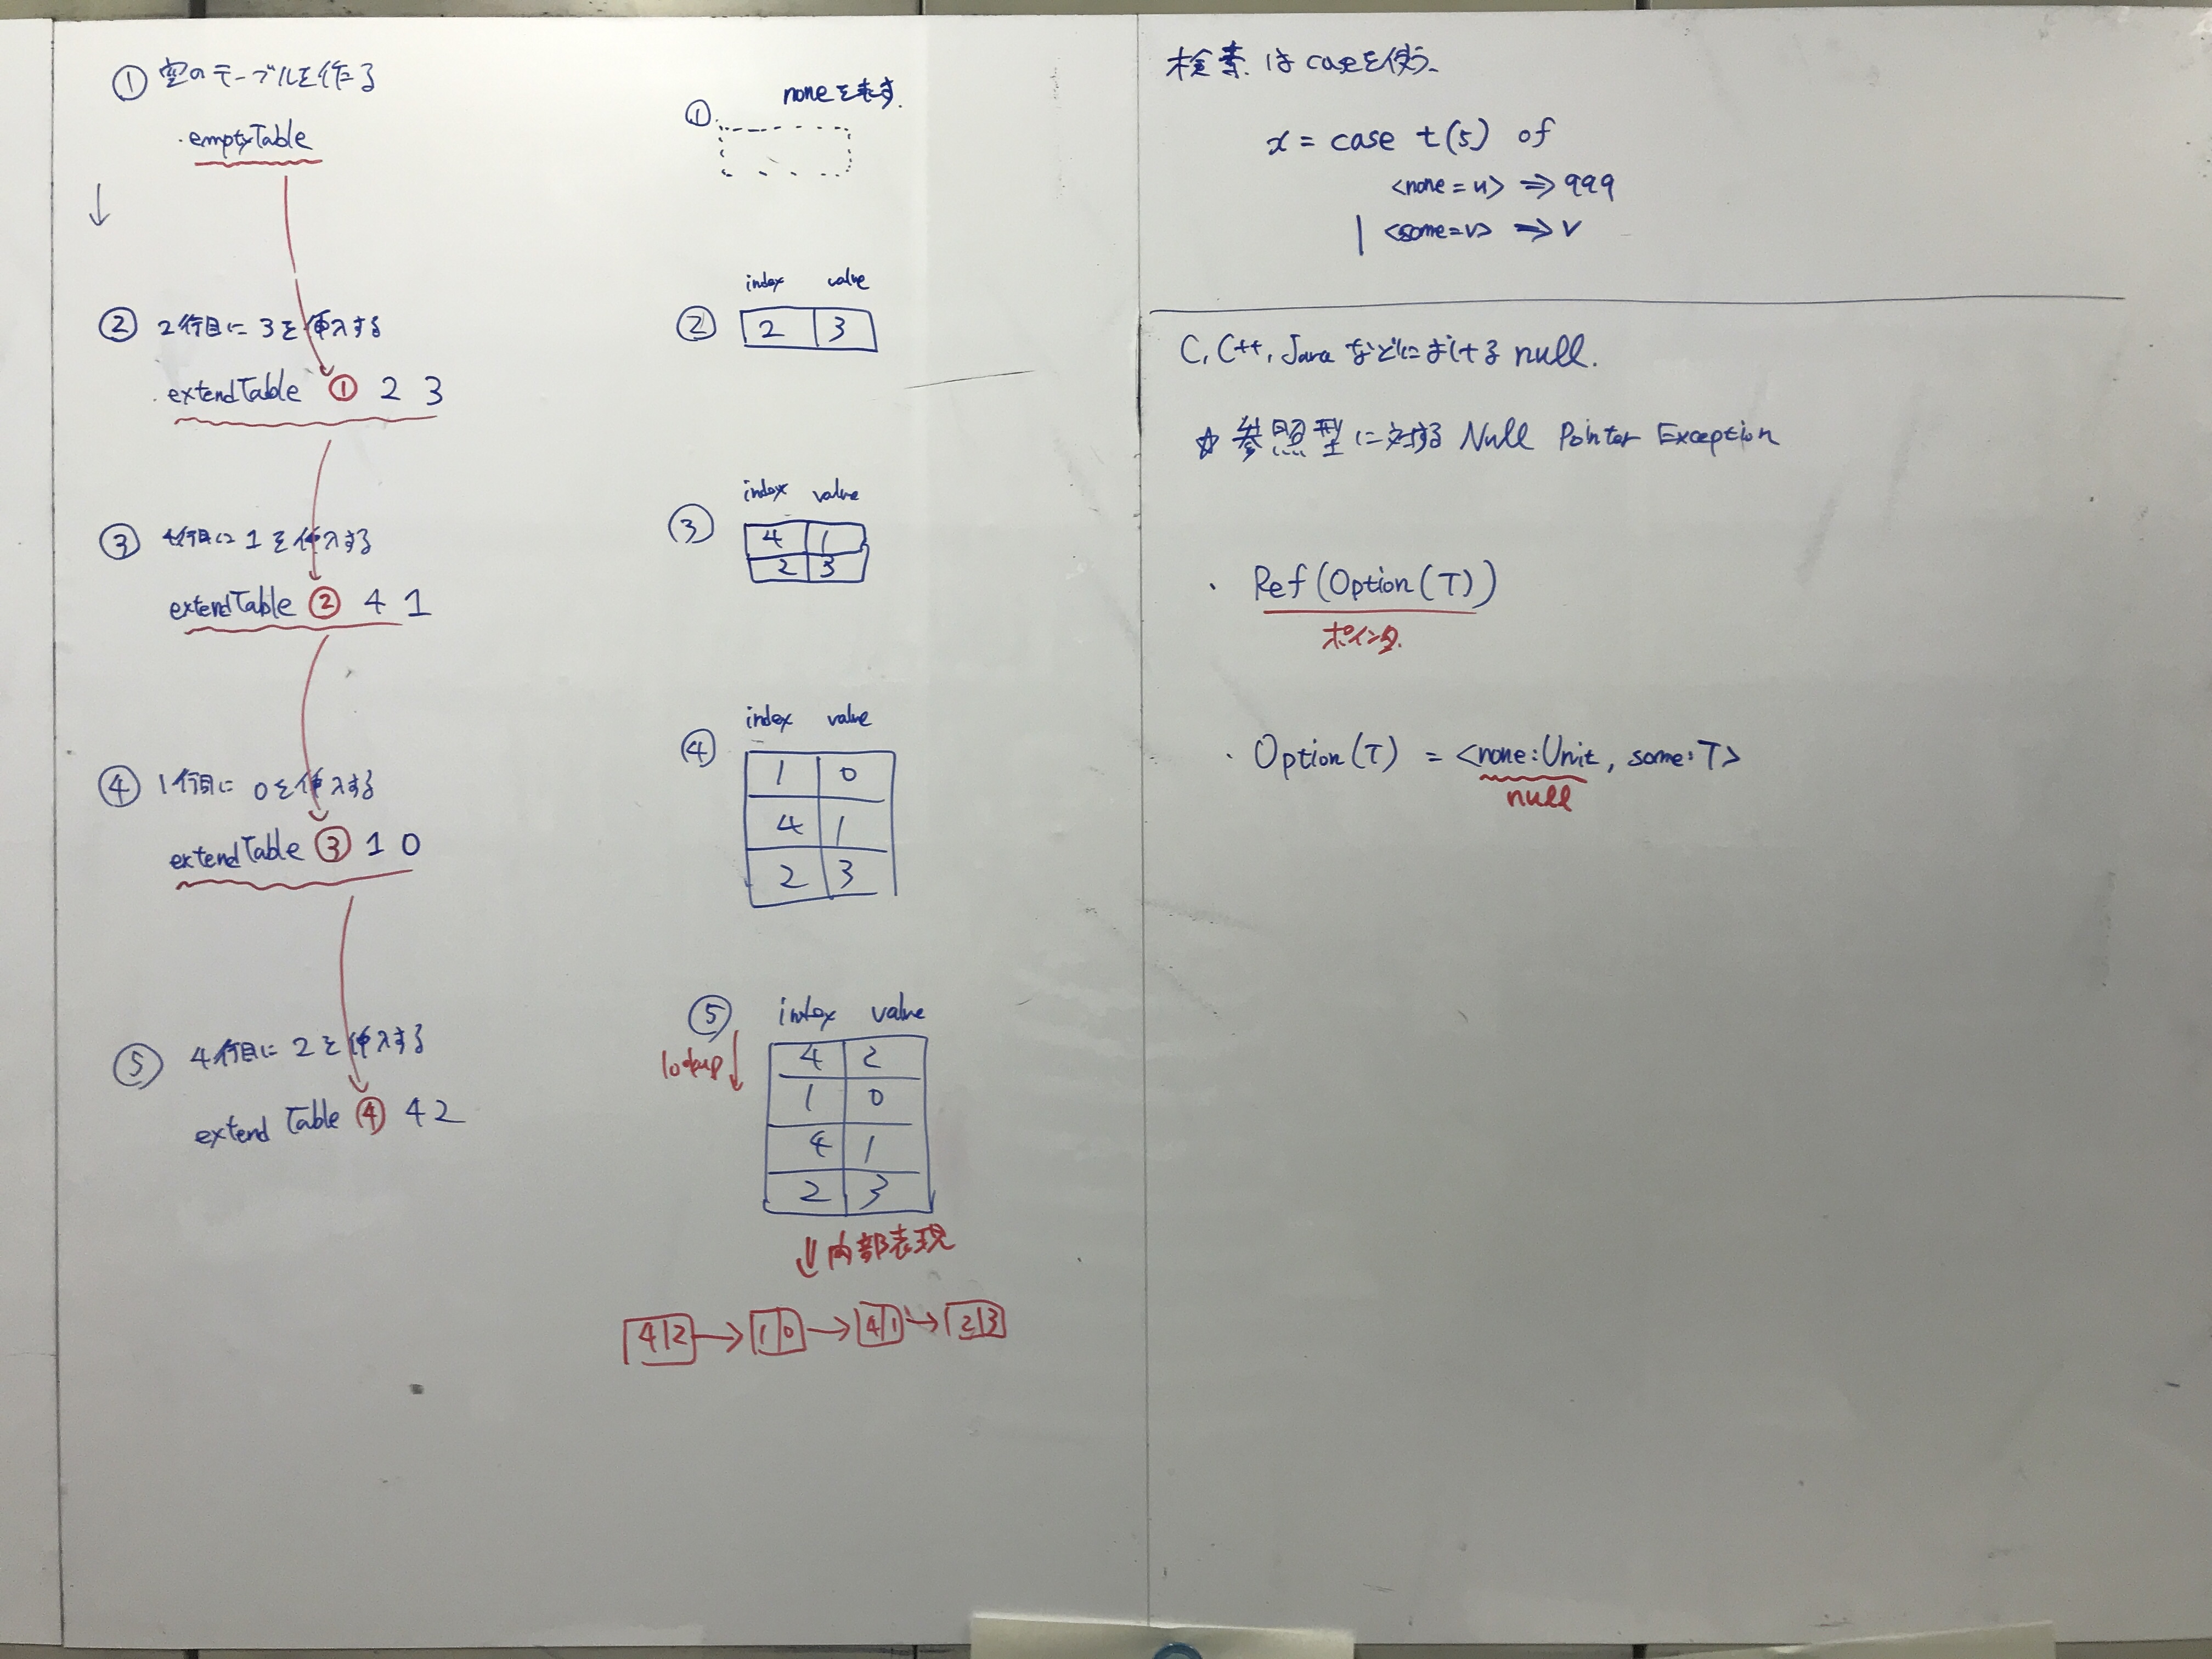 ① 空のテーブルを作る
emptyTable
② 2行目に 3を挿入する
extendTable ① 2 3
③ 4行目に 1を挿入する
extendTable ② 4 1
④ 1行目に 0を挿入する
extendTable ③ 1 0
⑤ 4行目に 2を挿入する
extend Table ④ 4 2
① noneを表す.
index value
② 2 3
index value
③ 4 1
2 3
index value
④ 1 0
4 1
2 3
⑤ index value
lookup 4 2
1 0
4 1
2 3
⇓ 内部表現
4|2 → 1|0 → 4|1 → 2|3
検索はcaseを使う.
x = case t(5) of
<none=u> ⇒ 999
| <some=v> ⇒ v
C, C++, Java などにおける null.
☆ 参照型に対する Null Pointer Exception
・ Ref(Option(T))
ポインタ.
・ Option(T) = <none:Unit, some:T>
null